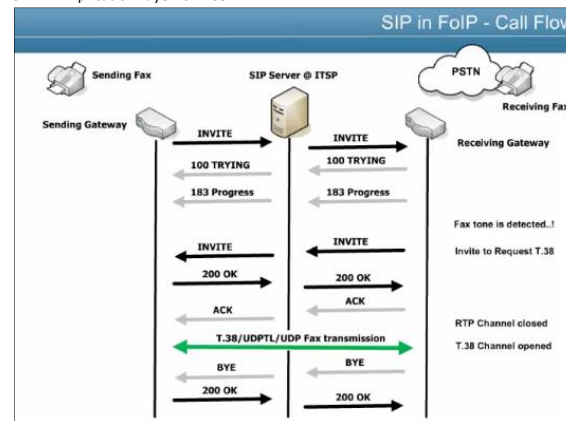 SIP in FoIP - Call Flow
Sending Fax
SIP Server @ ITSP
PSTN
Receiving Fax
Sending Gateway
Receiving Gateway
INVITE
INVITE
100 TRYING
100 TRYING
183 Progress
183 Progress
Fax tone is detected..!
INVITE
INVITE
Invite to Request T.38
200 OK
200 OK
ACK
ACK
RTP Channel closed
T.38/UDPTL/UDP Fax transmission
T.38 Channel opened
BYE
BYE
200 OK
200 OK